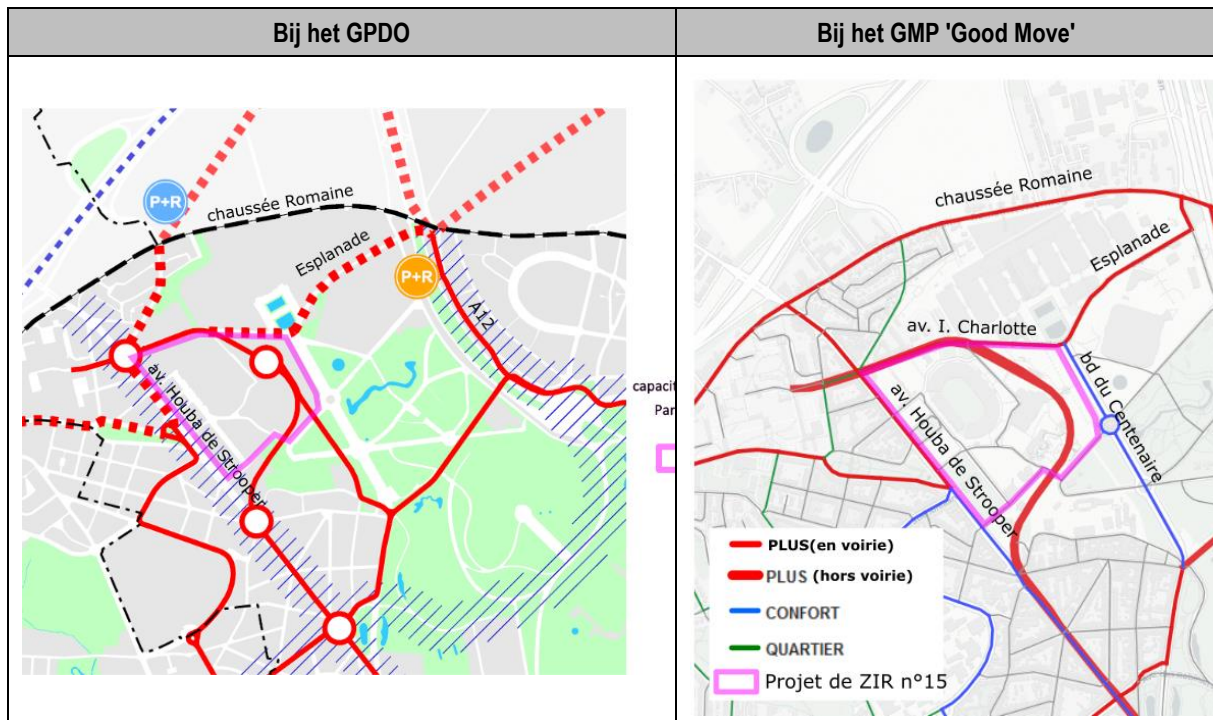 Bij het GPDO
Bij het GMP 'Good Move'
P+R
chaussée Romaine
Esplanade
P+R
A12
av. Houba de Strooper
capacit
Par
chaussée Romaine
Esplanade
av. I. Charlotte
bd du Centenaire
av. Houba de Strooper
PLUS(en voirie)
PLUS (hors voirie)
CONFORT
QUARTIER
Projet de ZIR n°15